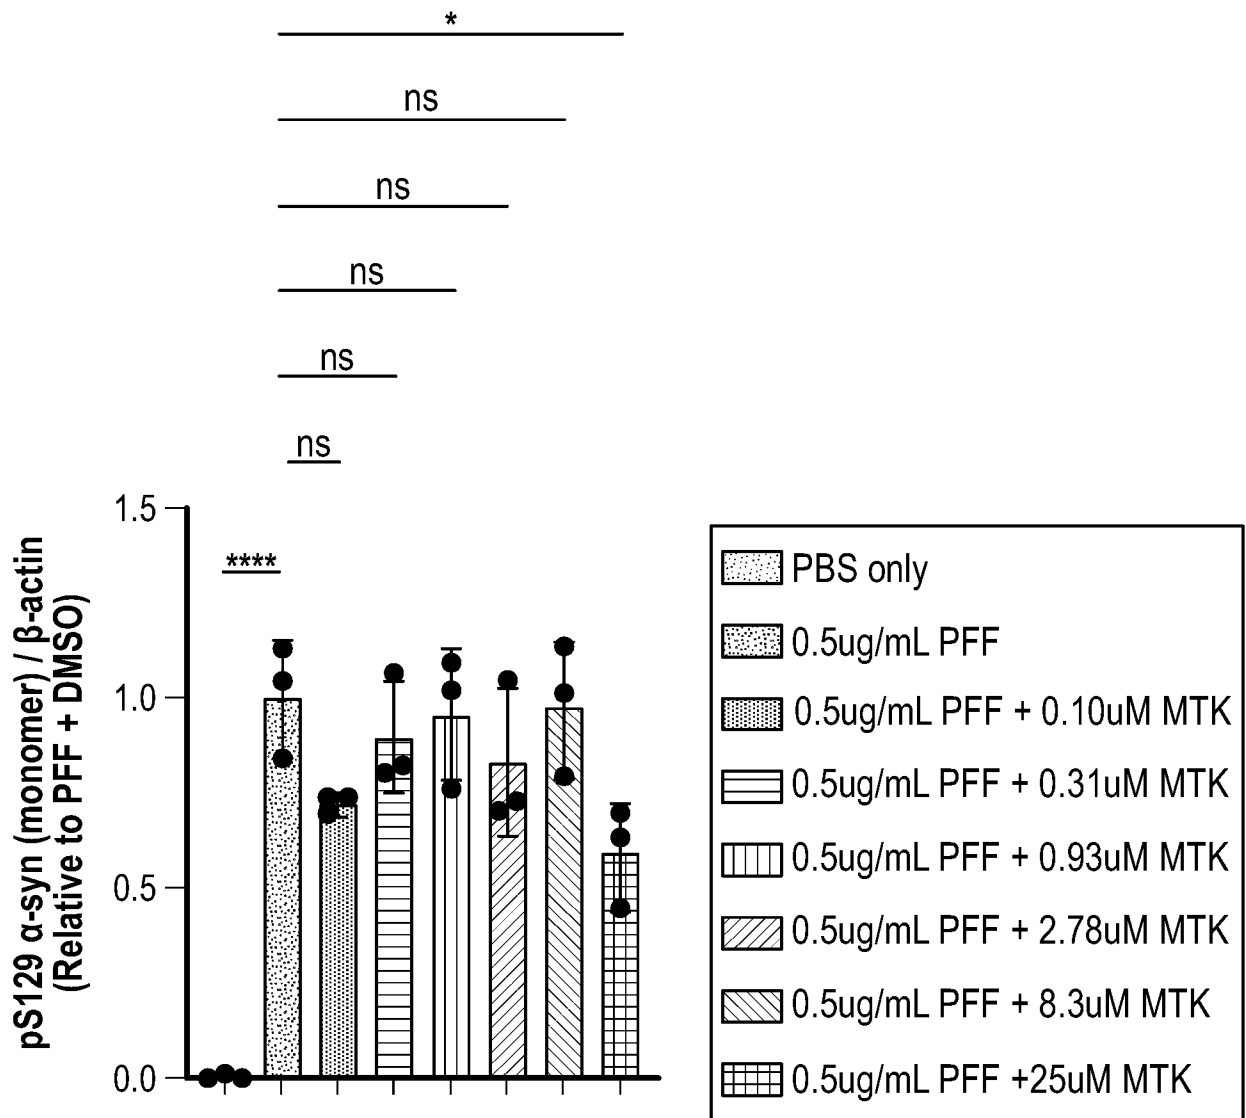 *
ns
ns
ns
ns
ns
1.5
****
1.0
0.5
0.0
pS129 α-syn (monomer) / β-actin
(Relative to PFF + DMSO)
PBS only
0.5ug/mL PFF
0.5ug/mL PFF + 0.10uM MTK
0.5ug/mL PFF + 0.31uM MTK
0.5ug/mL PFF + 0.93uM MTK
0.5ug/mL PFF + 2.78uM MTK
0.5ug/mL PFF + 8.3uM MTK
0.5ug/mL PFF +25uM MTK